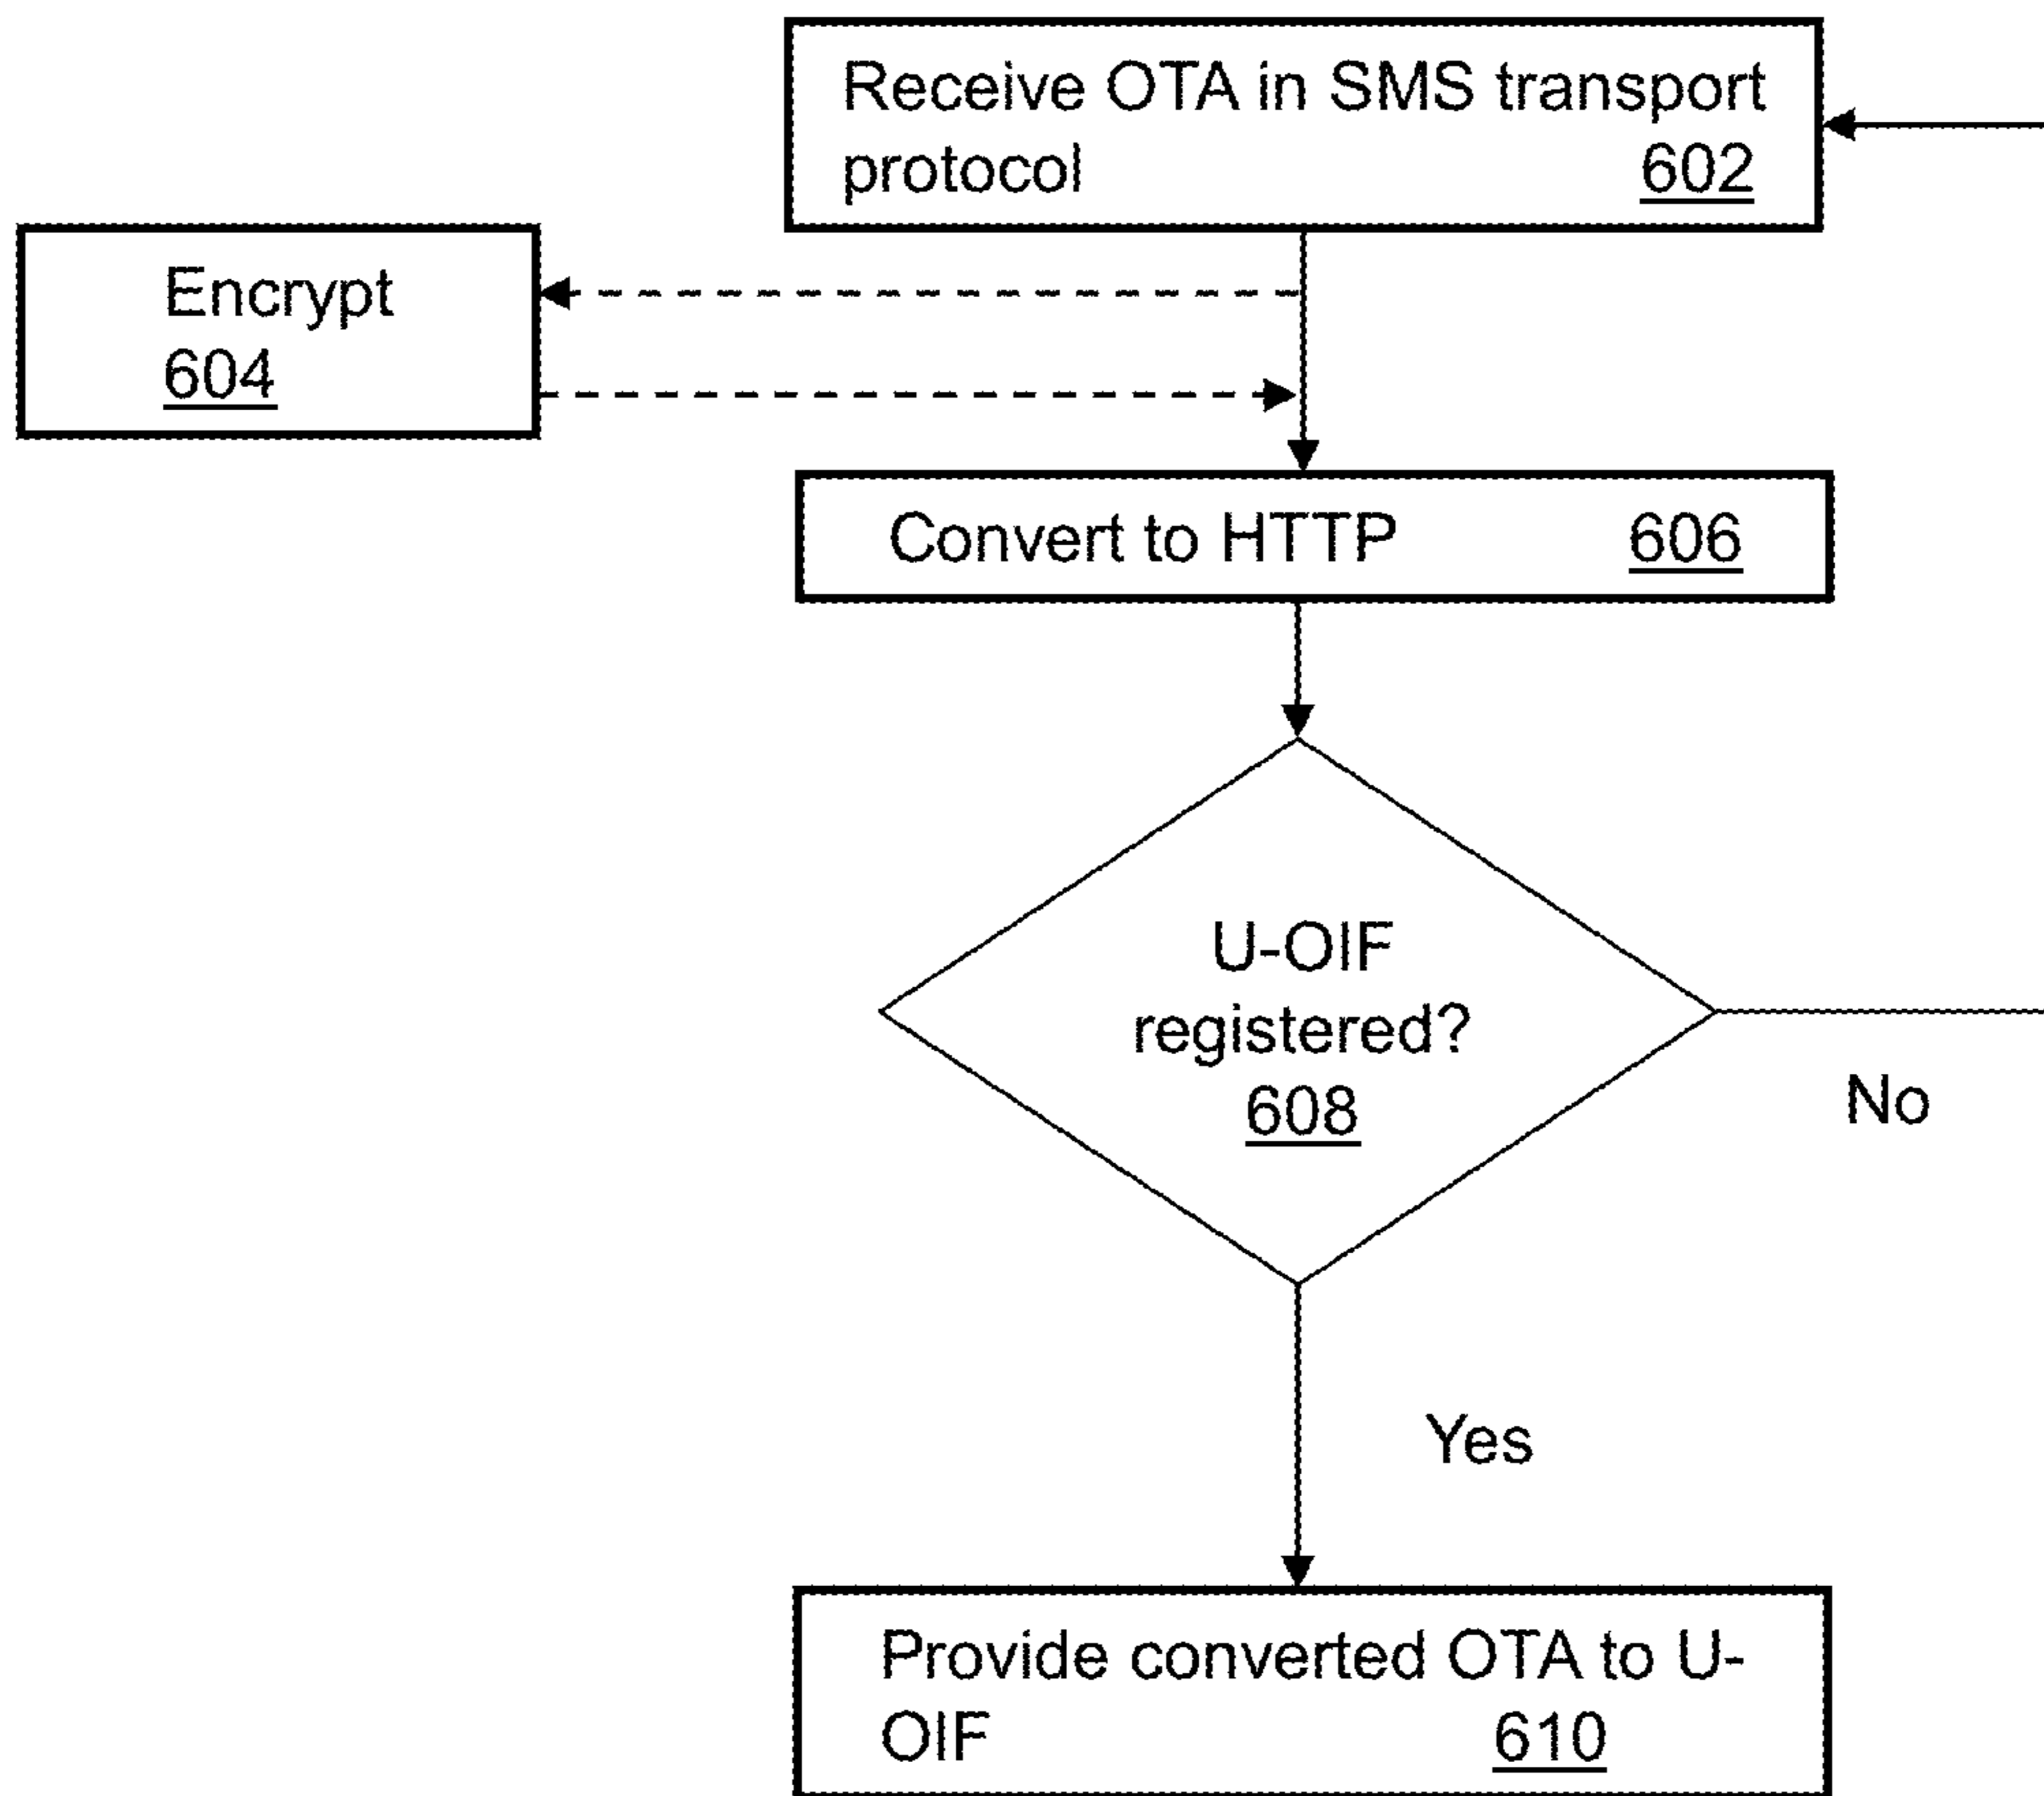 Receive OTA in SMS transport
protocol 602
Encrypt
604
Convert to HTTP 606
U-OIF
registered?
608
No
Yes
Provide converted OTA to U-
OIF 610